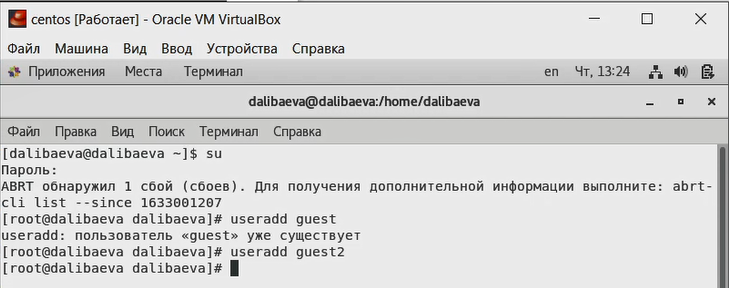 centos [Работает] - Oracle VM VirtualBox
Файл Машина Вид Ввод Устройства Справка
Приложения Места Терминал en Чт, 13:24
dalibaeva@dalibaeva:/home/dalibaeva
Файл Правка Вид Поиск Терминал Справка
[dalibaeva@dalibaeva ~]$ su
Пароль:
ABRT обнаружил 1 сбой (сбоев). Для получения дополнительной информации выполните: abrt-
cli list --since 1633001207
[root@dalibaeva dalibaeva]# useradd guest
useradd: пользователь «guest» уже существует
[root@dalibaeva dalibaeva]# useradd guest2
[root@dalibaeva dalibaeva]#